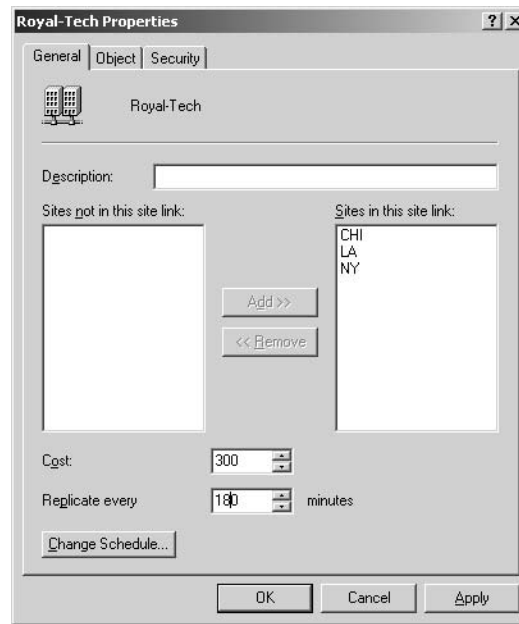 Royal-Tech Properties
General Object Security
Royal-Tech
Description:
Sites not in this site link:
Sites in this site link:
CHI
LA
NY
Add >>
<< Remove
Cost:
300
Replicate every
180
minutes
Change Schedule...
OK
Cancel
Apply